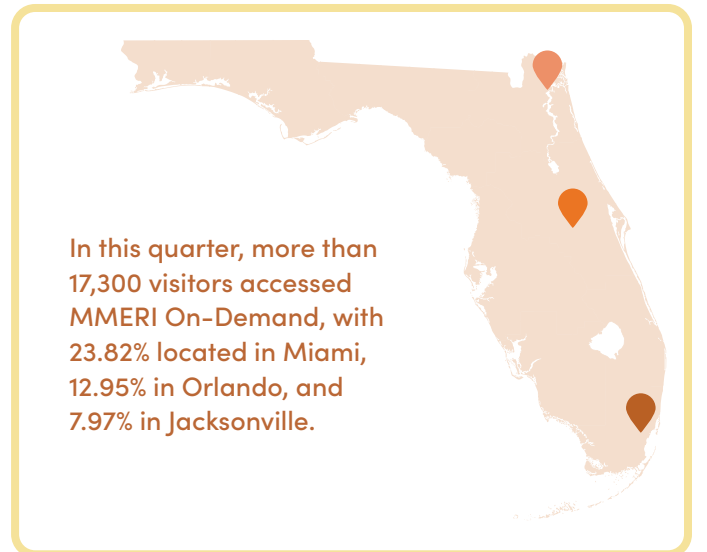 In this quarter, more than
17,300 visitors accessed
MMERI On-Demand, with
23.82% located in Miami,
12.95% in Orlando, and
7.97% in Jacksonville.